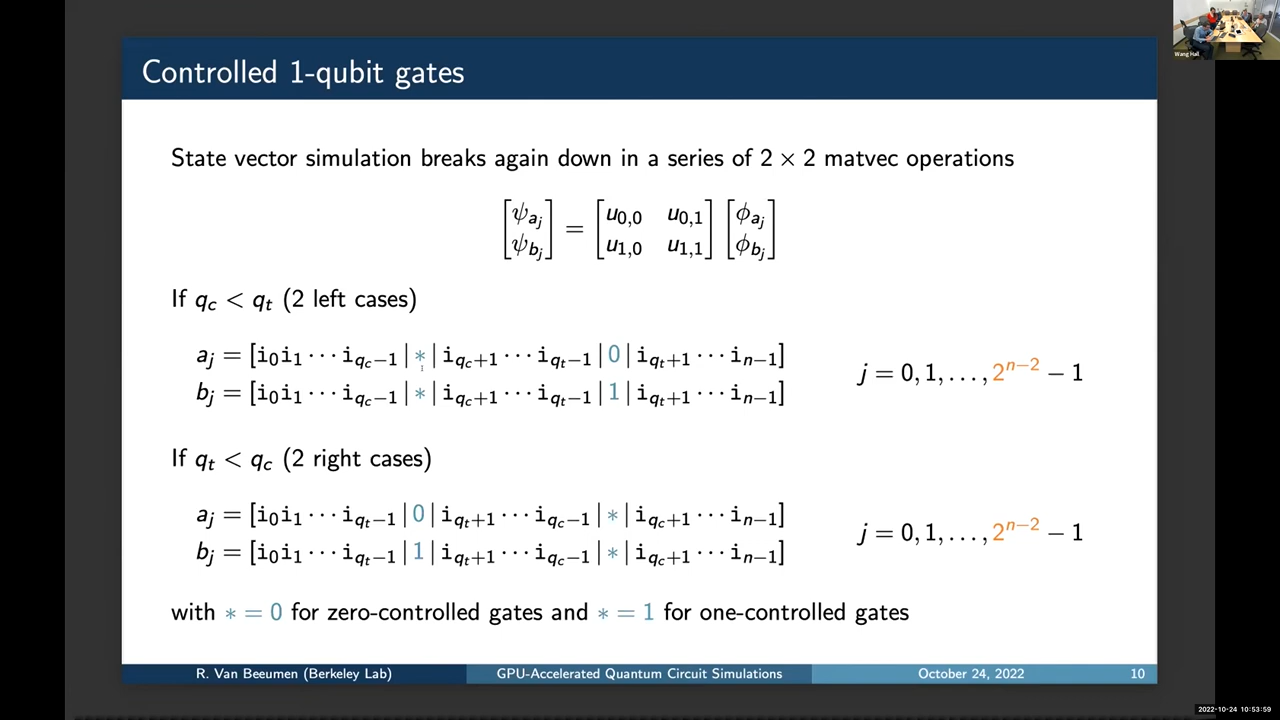 Controlled 1-qubit gates
Wang Hall
State vector simulation breaks again down in a series of 2 × 2 matvec operations
[ψ_{a_j} ψ_{b_j}] = [u_{0,0} u_{0,1} u_{1,0} u_{1,1}] [ϕ_{a_j} ϕ_{b_j}]
If q_c < q_t (2 left cases)
a_j = [i_0 i_1 ··· i_{q_c−1} | * | i_{q_c+1} ··· i_{q_t−1} | 0 | i_{q_t+1} ··· i_{n−1}]
b_j = [i_0 i_1 ··· i_{q_c−1} | * | i_{q_c+1} ··· i_{q_t−1} | 1 | i_{q_t+1} ··· i_{n−1}]
j = 0, 1, . . . , 2^{n−2} − 1
If q_t < q_c (2 right cases)
a_j = [i_0 i_1 ··· i_{q_t−1} | 0 | i_{q_t+1} ··· i_{q_c−1} | * | i_{q_c+1} ··· i_{n−1}]
b_j = [i_0 i_1 ··· i_{q_t−1} | 1 | i_{q_t+1} ··· i_{q_c−1} | * | i_{q_c+1} ··· i_{n−1}]
j = 0, 1, . . . , 2^{n−2} − 1
with * = 0 for zero-controlled gates and * = 1 for one-controlled gates
R. Van Beeumen (Berkeley Lab)
GPU-Accelerated Quantum Circuit Simulations
October 24, 2022
10
2022-10-24 10:53:59